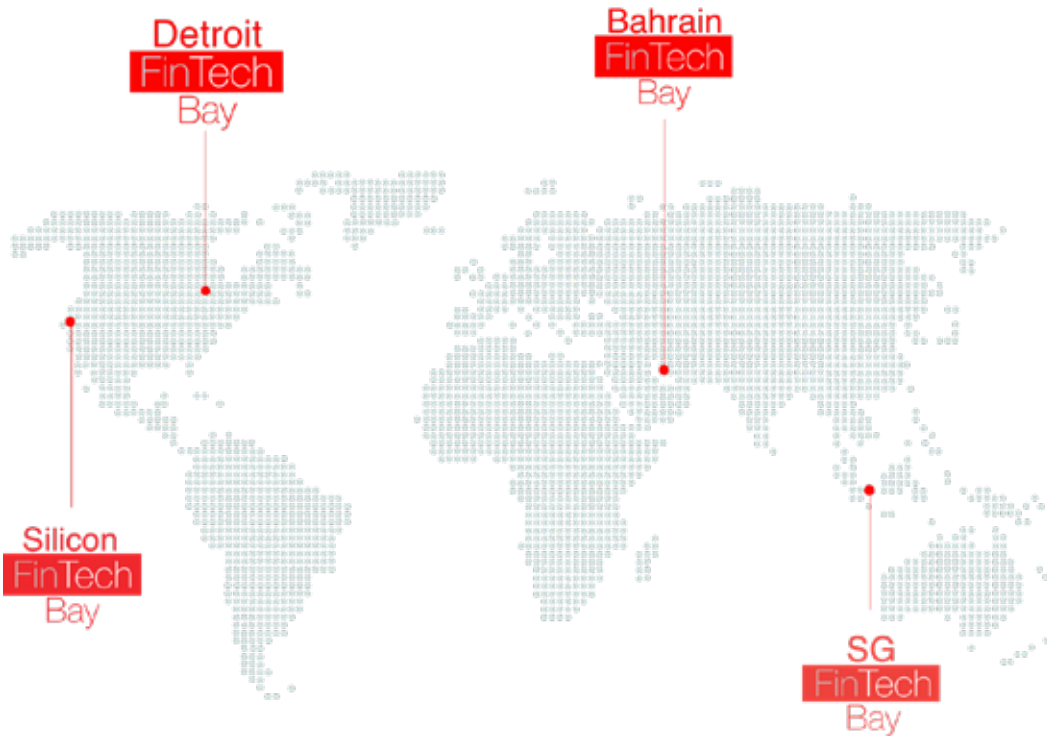 Detroit
FinTech
Bay
Bahrain
FinTech
Bay
Silicon
FinTech
Bay
SG
FinTech
Bay